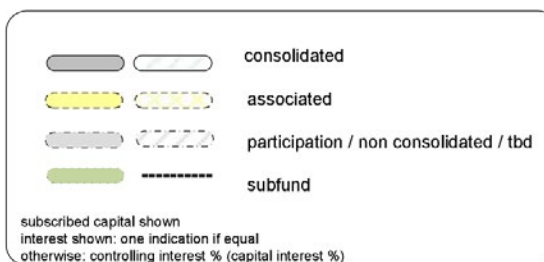 consolidated
associated
participation / non consolidated / tbd
subfund
subscribed capital shown
interest shown: one indication if equal
otherwise: controlling interest % (capital interest %)